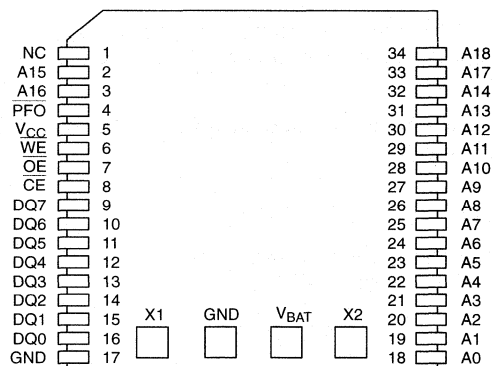 NC 1 34 A18
A15 2 33 A17
A16 3 32 A14
PFO 4 31 A13
VCC 5 30 A12
WE 6 29 A11
OE 7 28 A10
CE 8 27 A9
DQ7 9 26 A8
DQ6 10 25 A7
DQ5 11 24 A6
DQ4 12 23 A5
DQ3 13 22 A4
DQ2 14 21 A3
X1 GND VBAT X2
DQ1 15 20 A2
DQ0 16 19 A1
GND 17 18 A0